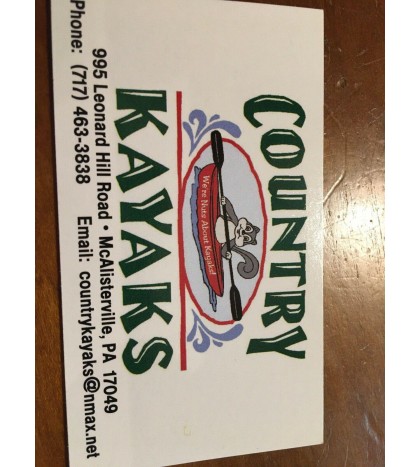 COUNTRY
We're Nuts About Kayaks!
KAYAKS
995 Leonard Hill Road • McAlisterville, PA 17049
Phone: (717) 463-3838 Email: countrykayaks@nmax.net